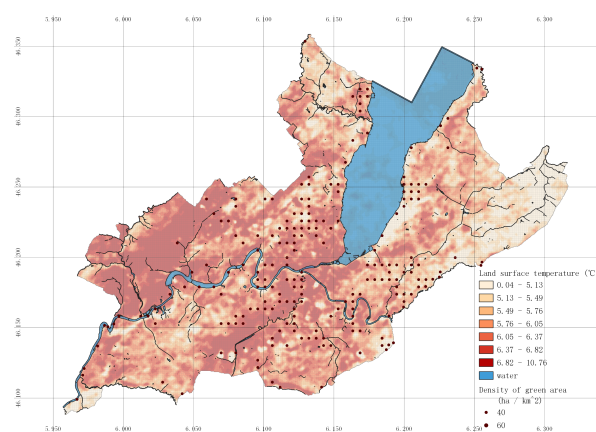 5.950 6.000 6.050 6.100 6.150 6.200 6.250 6.300
46.350
46.300
46.250
46.200
46.150
46.100
Land surface temperature (℃
0.04 - 5.13
5.13 - 5.49
5.49 - 5.76
5.76 - 6.05
6.05 - 6.37
6.37 - 6.82
6.82 - 10.76
water
Density of green area
(ha / km^2)
40
60
5.950 6.000 6.050 6.100 6.150 6.200 6.250 6.300